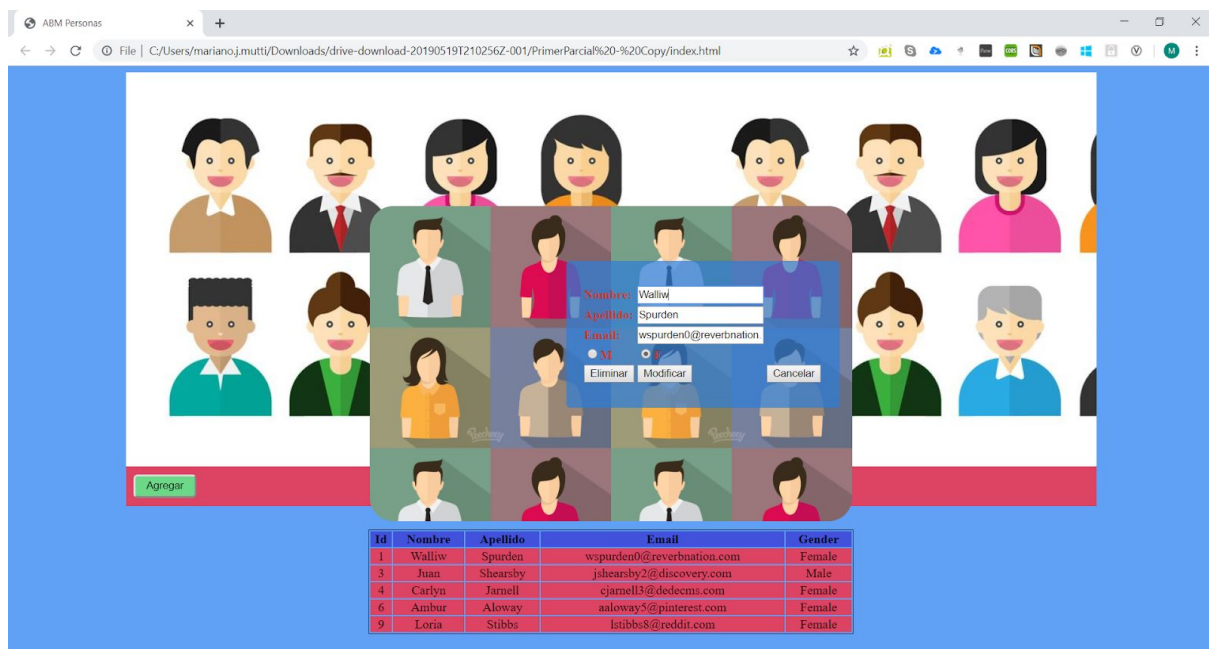 ABM Personas
File | C:/Users/mariano.j.mutti/Downloads/drive-download-20190519T210256Z-001/PrimerParcial%20-%20Copy/index.html
M
Nombre: Walliw
Apellido: Spurden
Email: wspurden0@reverbnation.
M F
Eliminar Modificar Cancelar
Agregar
Id Nombre Apellido Email Gender
1 Walliw Spurden wspurden0@reverbnation.com Female
3 Juan Shearsby jshearsby2@discovery.com Male
4 Carlyn Jarnell cjarnell3@dedecms.com Female
6 Ambur Aloway aaloway5@pinterest.com Female
9 Loria Stibbs lstibbs8@reddit.com Female